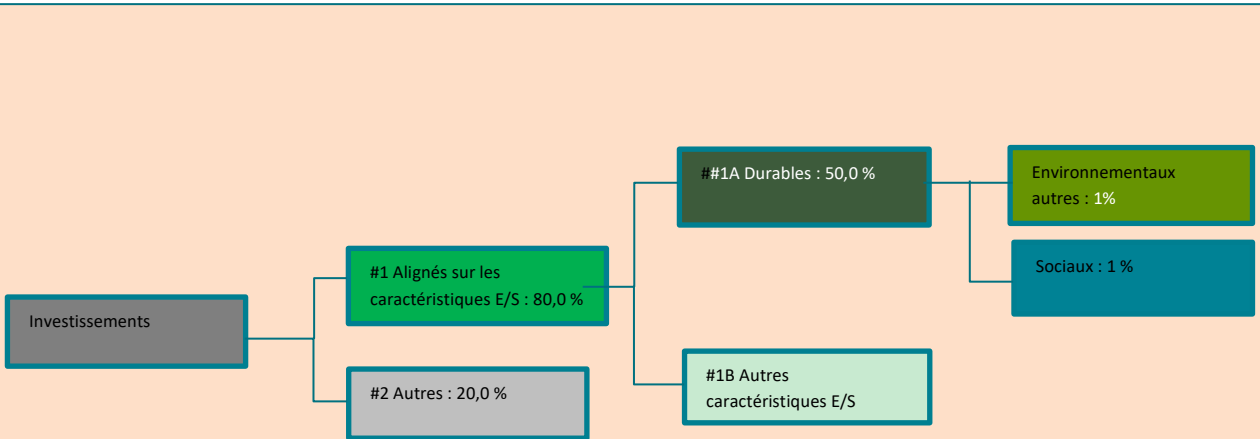 ##1A Durables : 50,0 %
Environnementaux
autres : 1%
Sociaux : 1 %
#1 Alignés sur les
caractéristiques E/S : 80,0 %
Investissements
#2 Autres : 20,0 %
#1B Autres
caractéristiques E/S